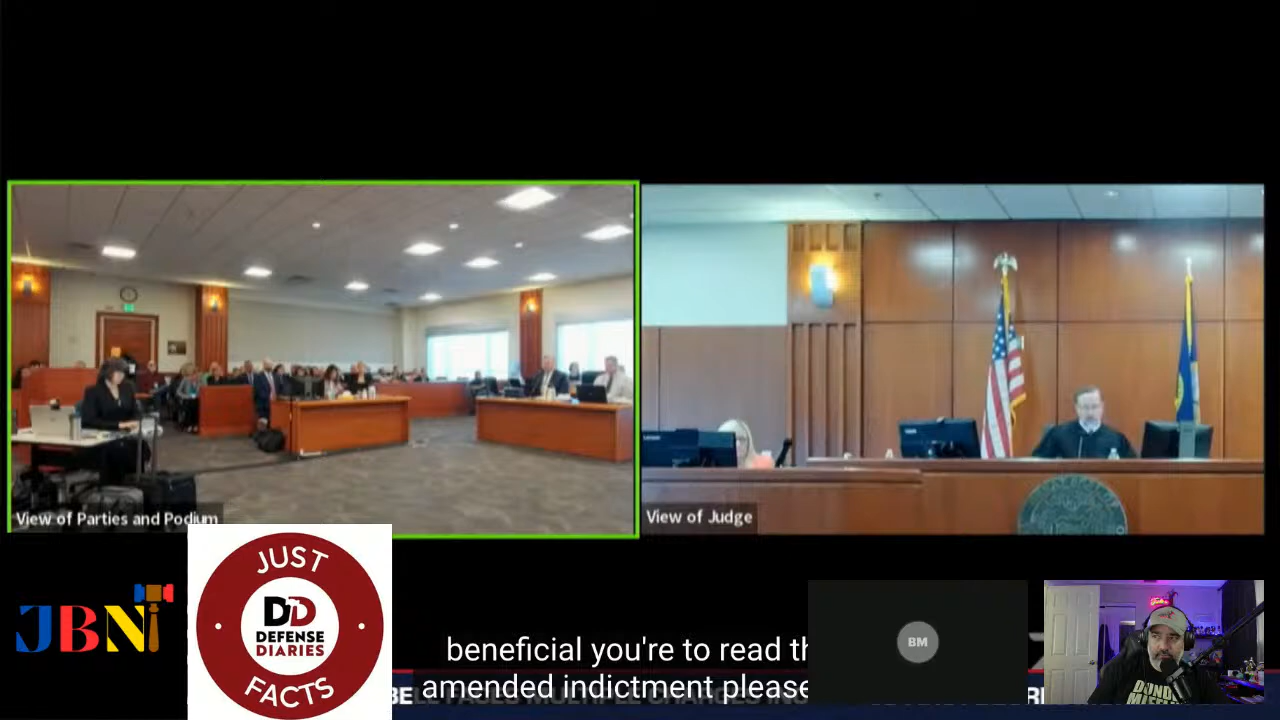 View of Parties and Podium
View of Judge
JBN
JUST
DD
DEFENSE
DIARIES
FACTS
beneficial you're to read th
amended indictment please
BM